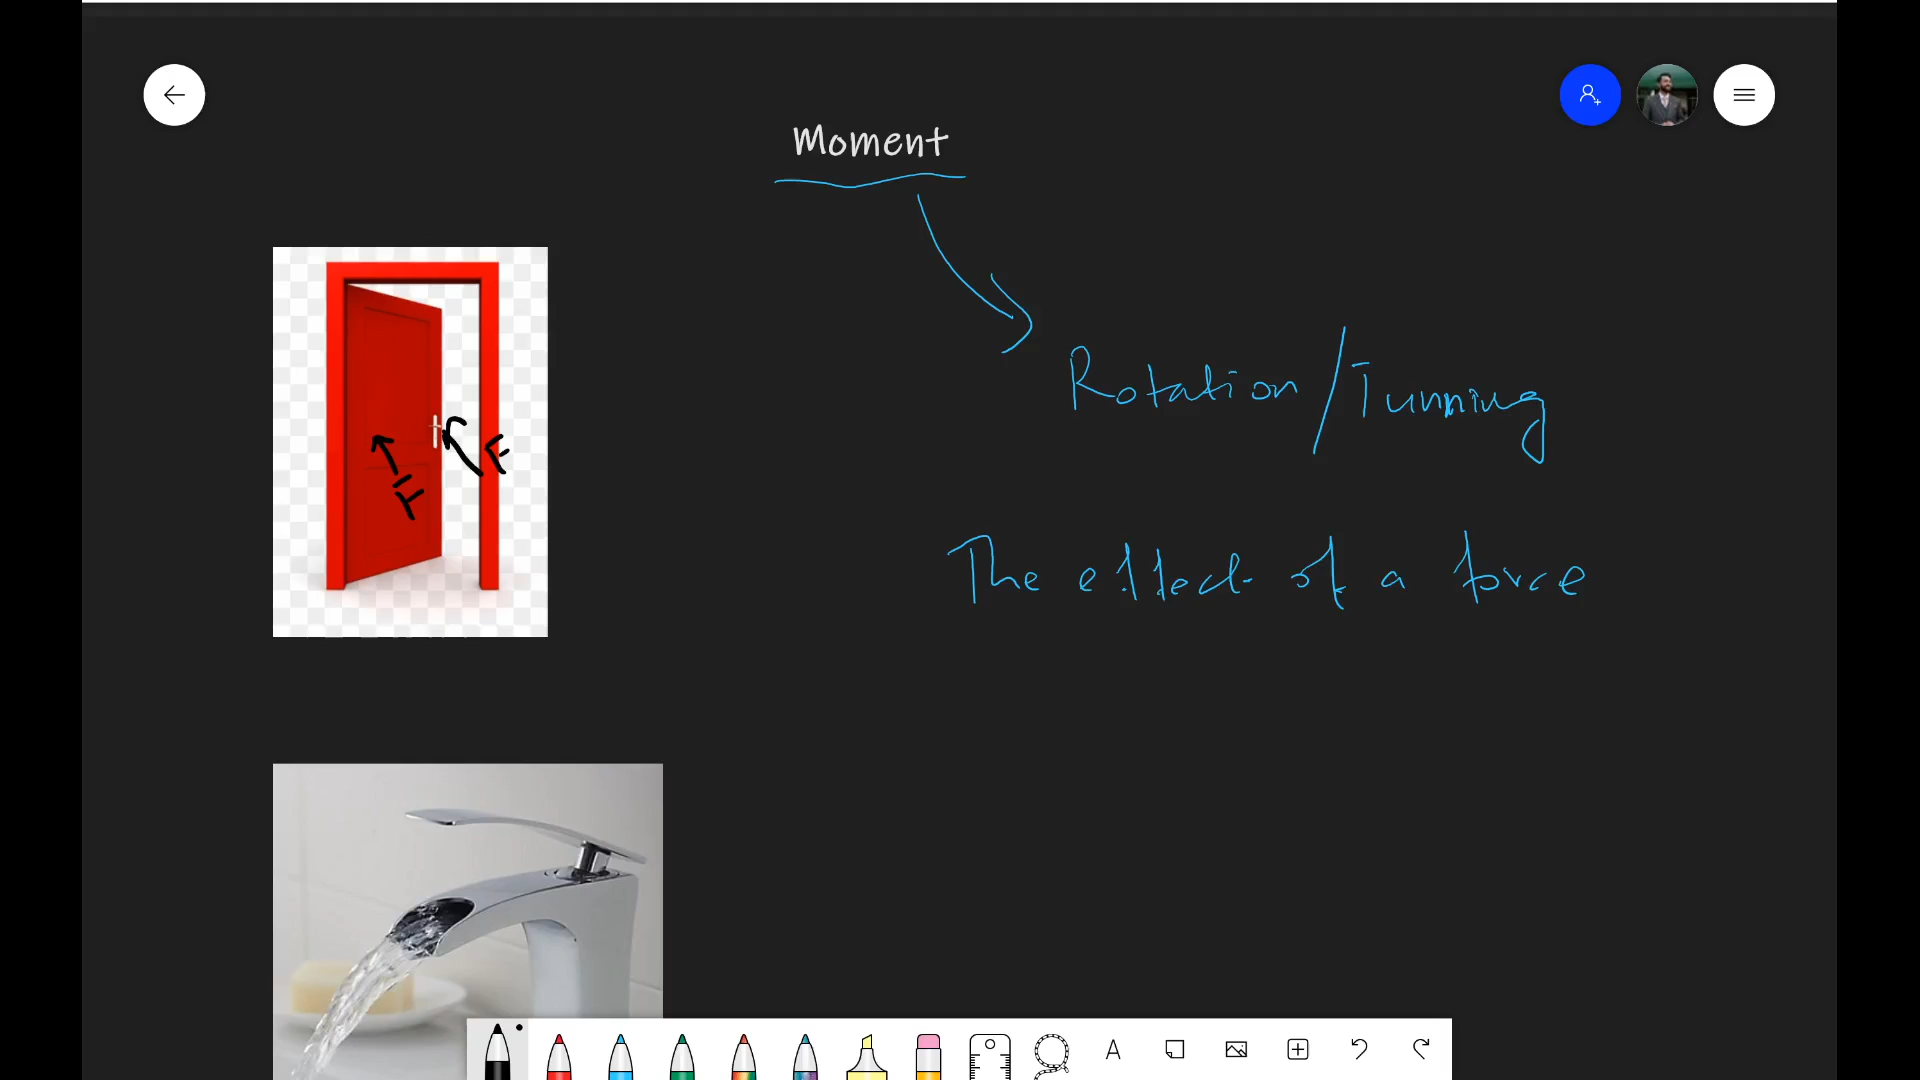 Moment
Rotation/Turning
The effect of a force
F
F
A